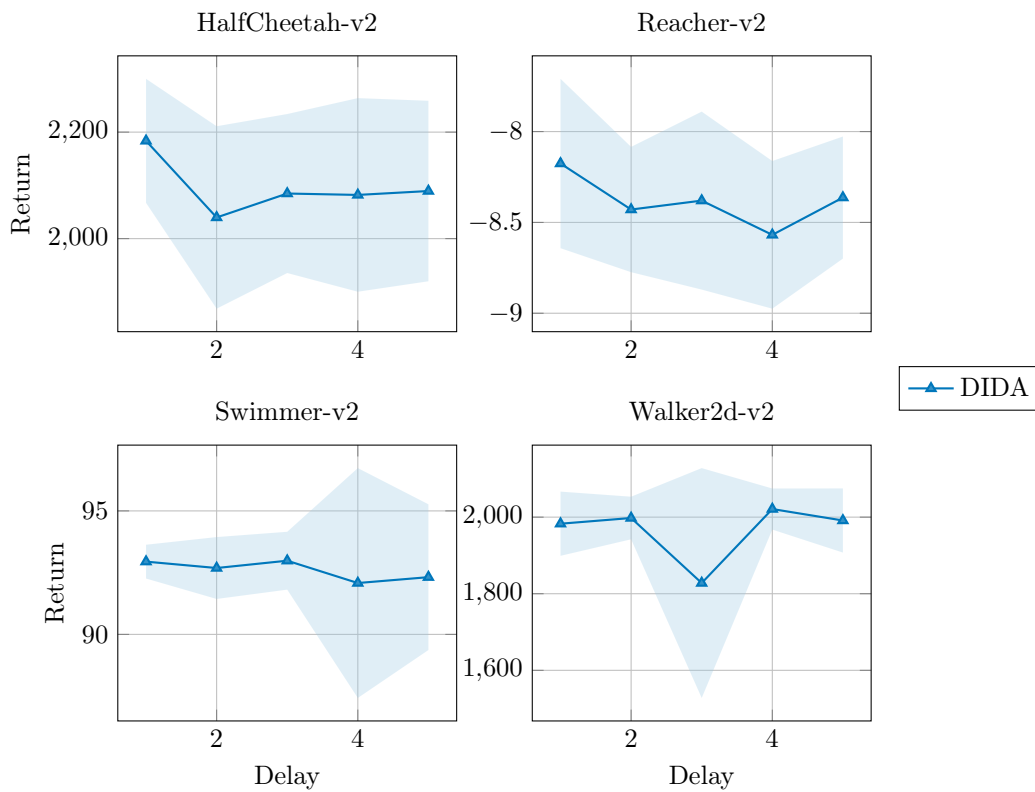 HalfCheetah-v2
Reacher-v2
Return
2,200
2,000
2
4
−8
−8.5
−9
2
4
DIDA
Swimmer-v2
Walker2d-v2
Return
95
90
2
4
Delay
2,000
1,800
1,600
2
4
Delay